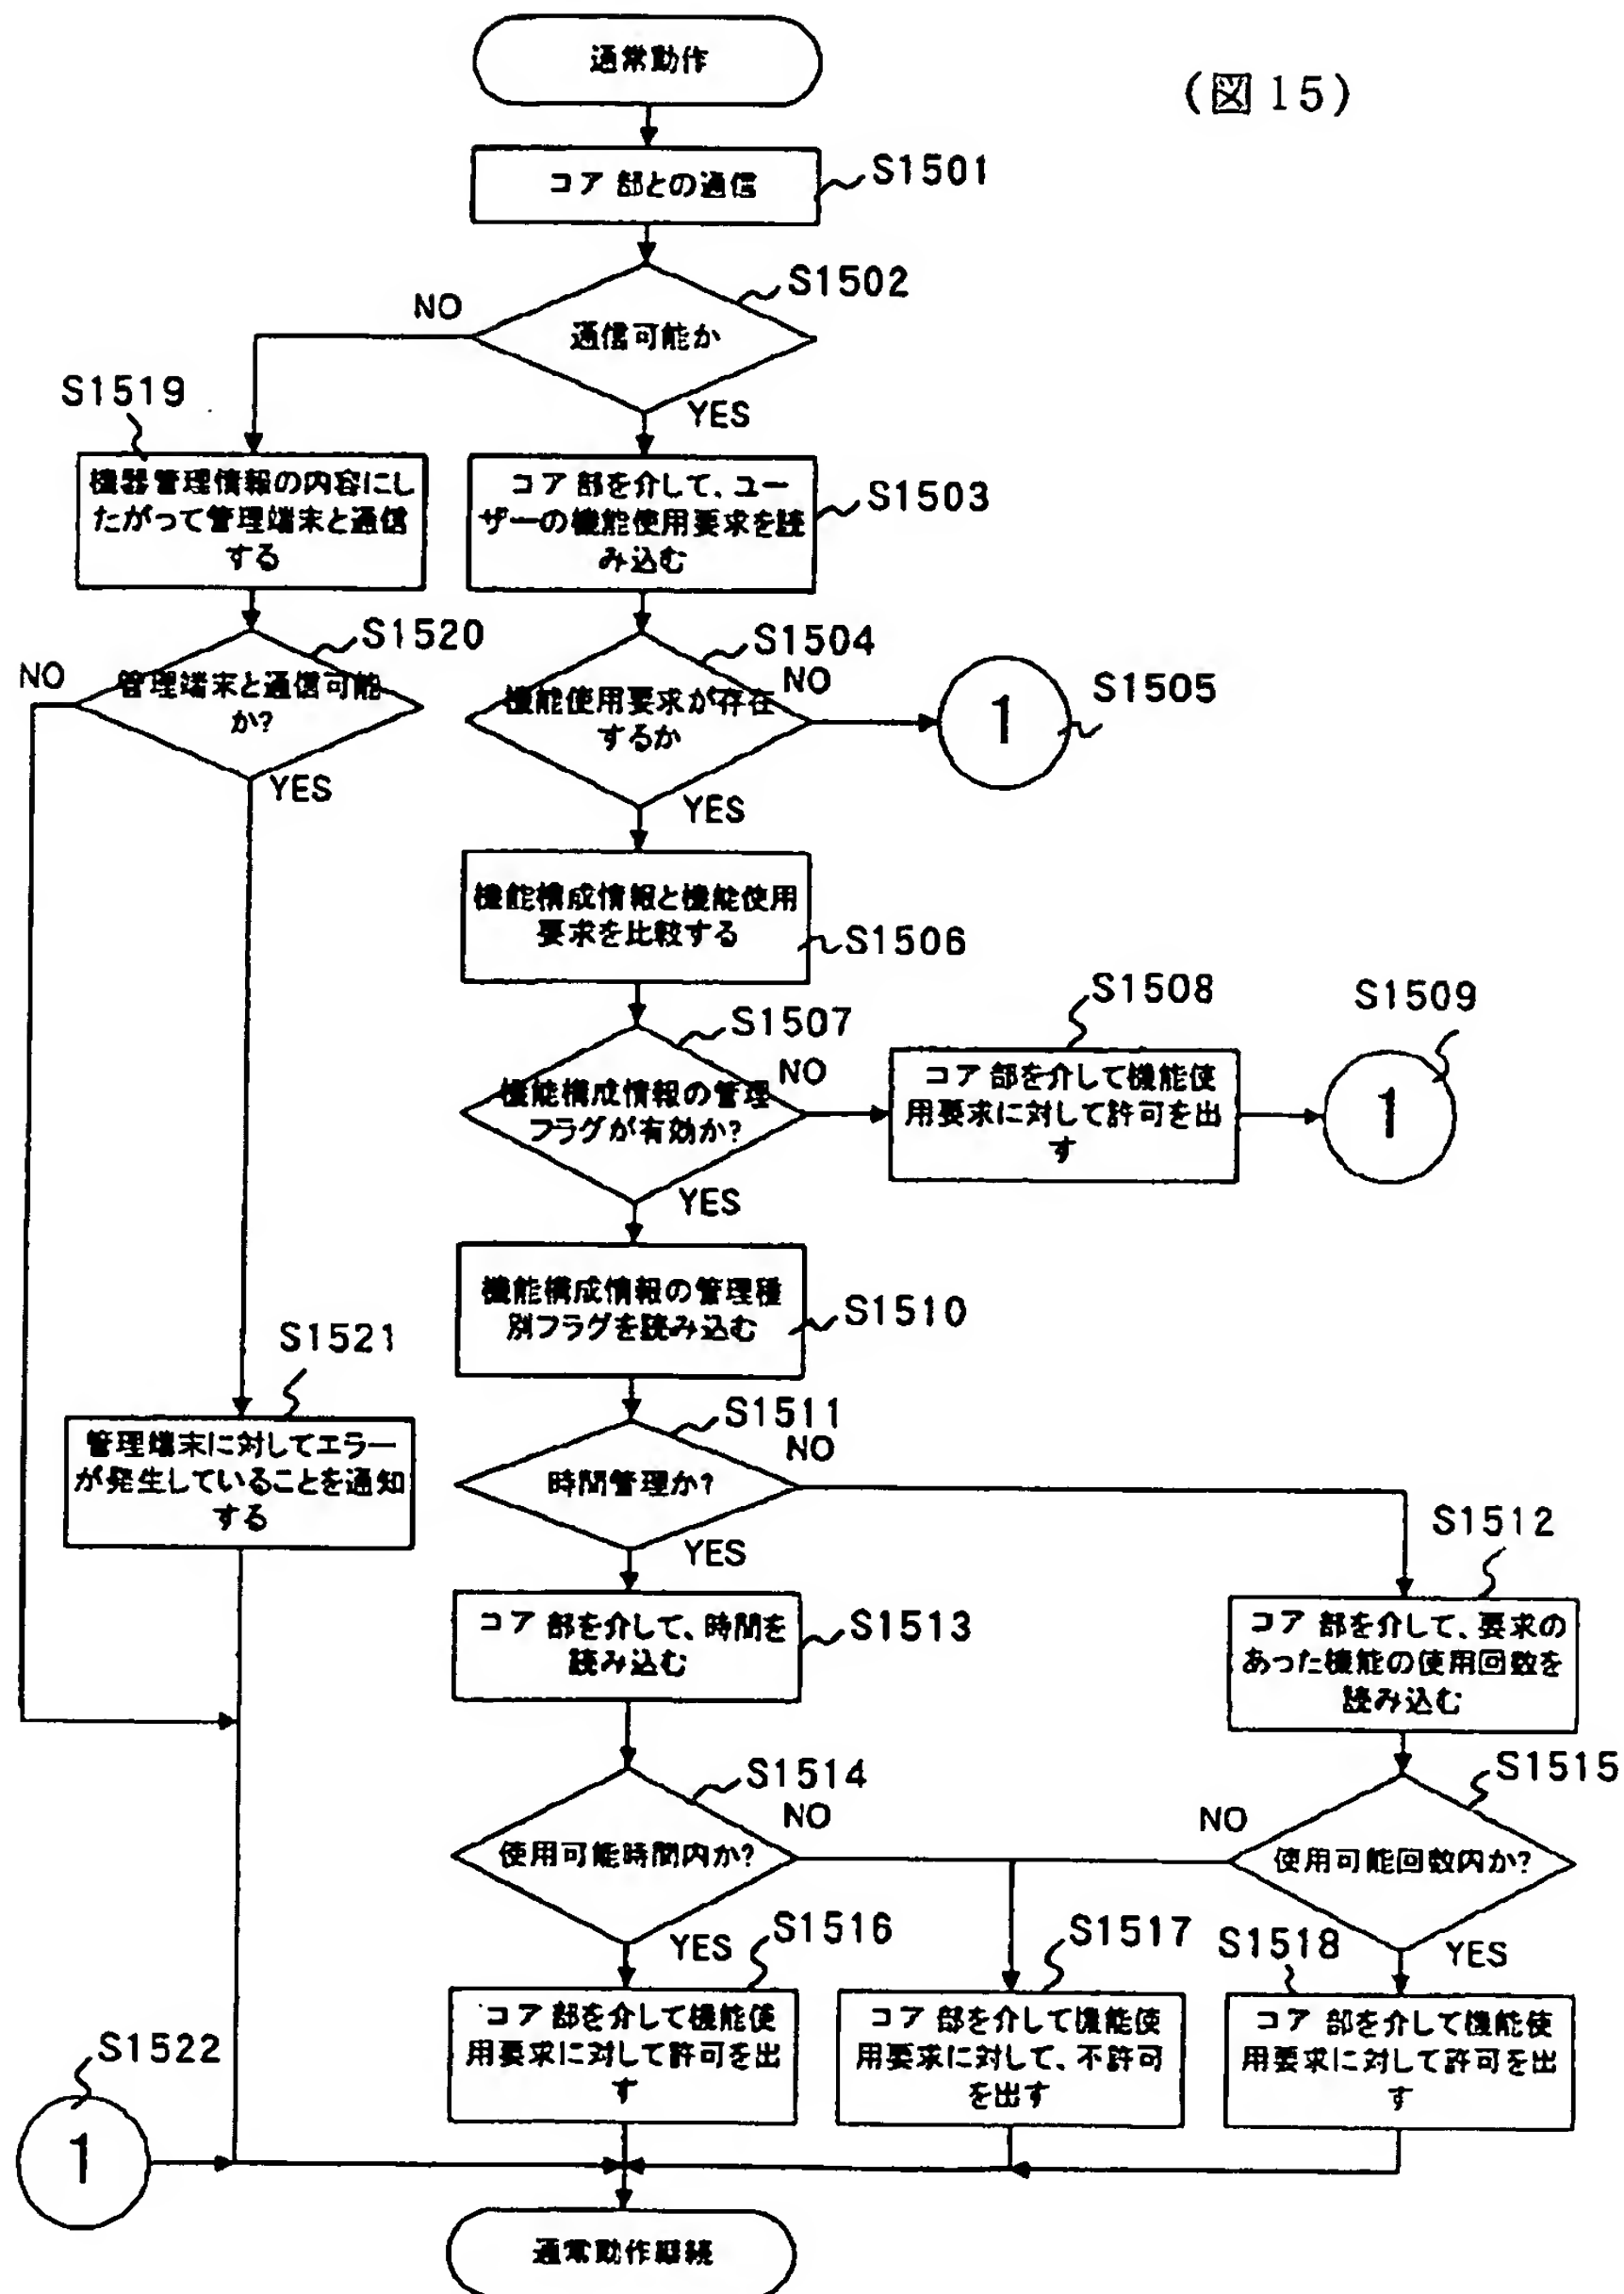 通常動作
(図15)
コア 部との通信
S1501
S1502
NO
通信可能か
YES
S1519
機器管理情報の内容にし
たがって管理端末と通信
する
コア 部を介して、ユー
ザーの機能使用要求を読
み込む
S1503
S1520
NO
管理端末と通信可能
か?
YES
S1504
NO
機能使用要求が存在
するか
YES
1
S1505
機能構成情報と機能使用
要求を比較する
S1506
S1507
NO
機能構成情報の管理
フラグが有効か?
YES
S1508
コア 部を介して機能使
用要求に対して許可を出
す
S1509
1
機能構成情報の管理種
別フラグを読み込む
S1510
S1521
管理端末に対してエラー
が発生していることを通知
する
S1511
NO
時間管理か?
YES
S1512
コア 部を介して、要求の
あった機能の使用回数を
読み込む
コア 部を介して、時間を
読み込む
S1513
S1514
NO
使用可能時間内か?
YES
S1515
NO
使用可能回数内か?
YES
S1516
コア 部を介して機能使
用要求に対して許可を出
す
S1517
コア 部を介して機能使
用要求に対して、不許可
を出す
S1518
コア 部を介して機能使
用要求に対して許可を出
す
S1522
1
通常動作継続